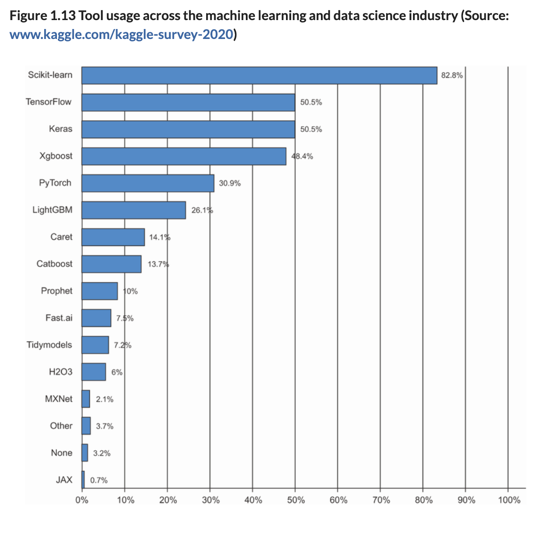 Figure 1.13 Tool usage across the machine learning and data science industry (Source:
www.kaggle.com/kaggle-survey-2020)
Scikit-learn 82.8%
TensorFlow 50.5%
Keras 50.5%
Xgboost 48.4%
PyTorch 30.9%
LightGBM 26.1%
Caret 14.1%
Catboost 13.7%
Prophet 10%
Fast.ai 7.5%
Tidymodels 7.2%
H2O3 6%
MXNet 2.1%
Other 3.7%
None 3.2%
JAX 0.7%
0% 10% 20% 30% 40% 50% 60% 70% 80% 90% 100%